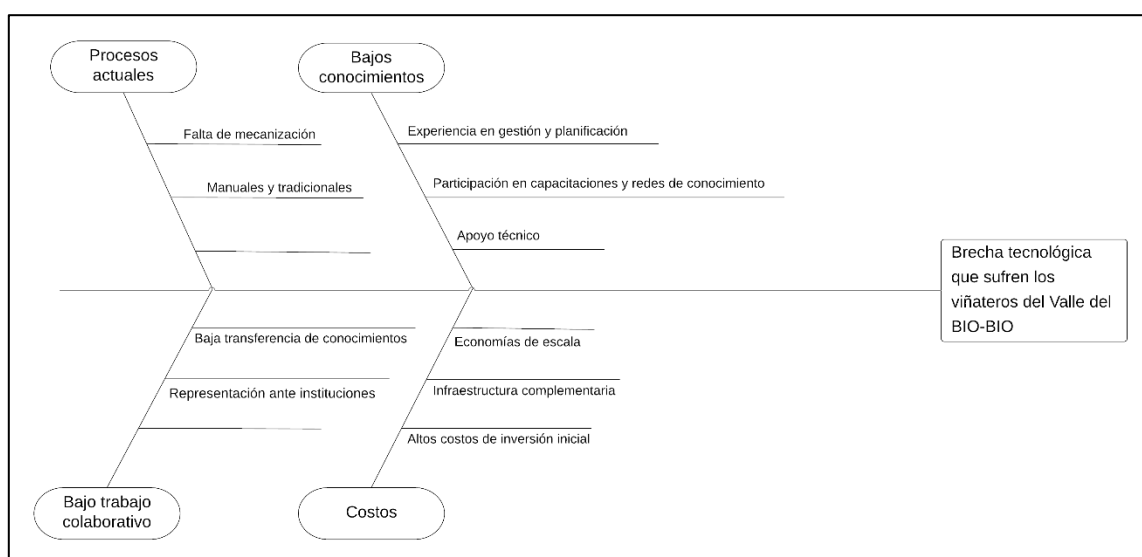 Procesos
actuales
Bajos
conocimientos
Falta de mecanización
Experiencia en gestión y planificación
Manuales y tradicionales
Participación en capacitaciones y redes de conocimiento
Apoyo técnico
Brecha tecnológica
que sufren los
viñateros del Valle del
BIO-BIO
Baja transferencia de conocimientos
Economías de escala
Representación ante instituciones
Infraestructura complementaria
Altos costos de inversión inicial
Bajo trabajo
colaborativo
Costos